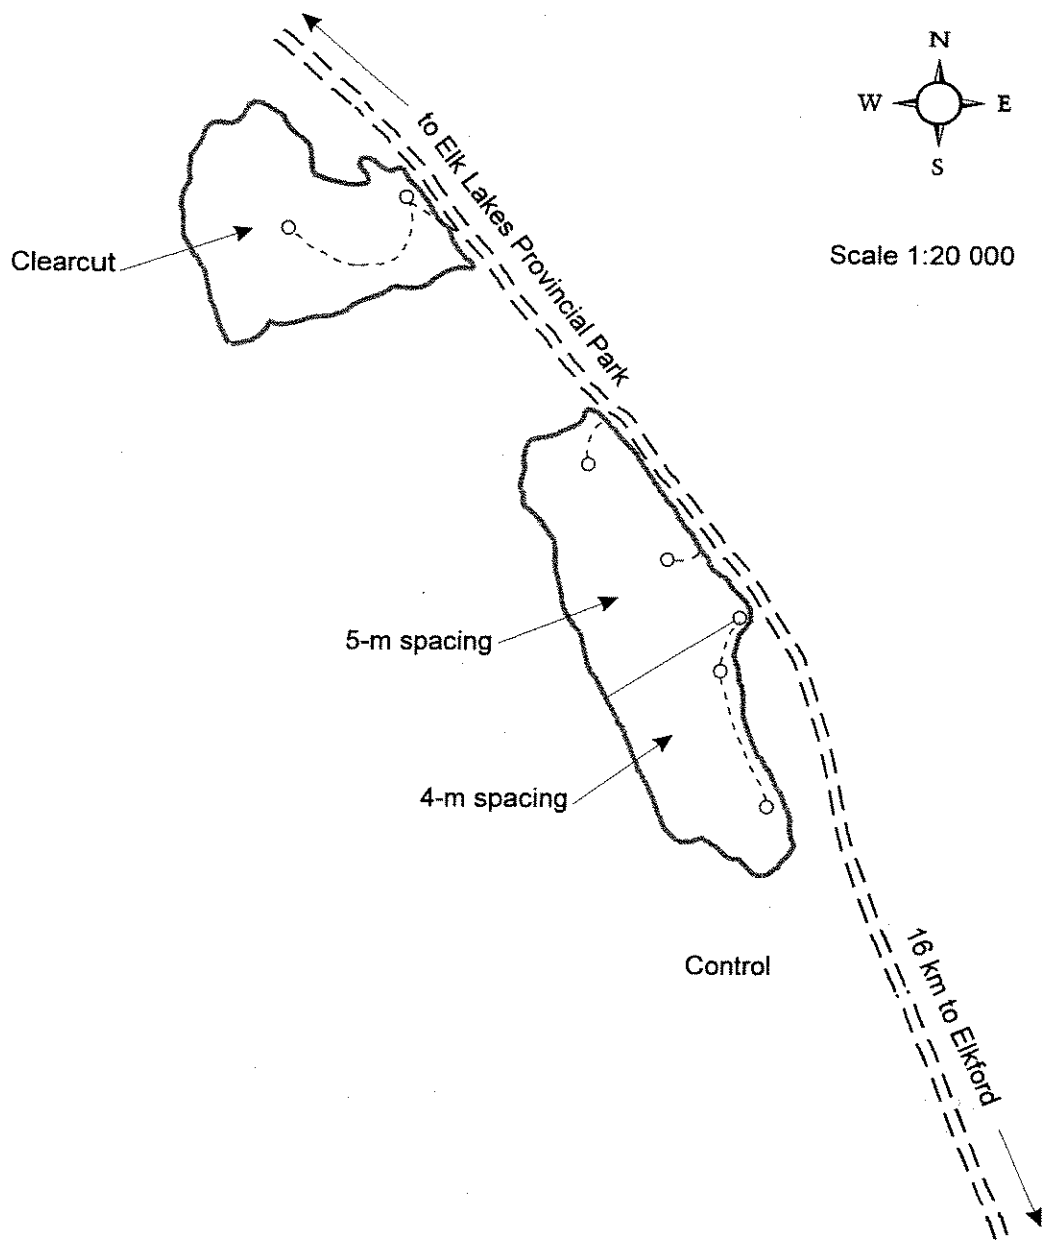 N
W E
S
to Elk Lakes Provincial Park
Scale 1:20 000
Clearcut
5-m spacing
4-m spacing
Control
16 km to Elkford